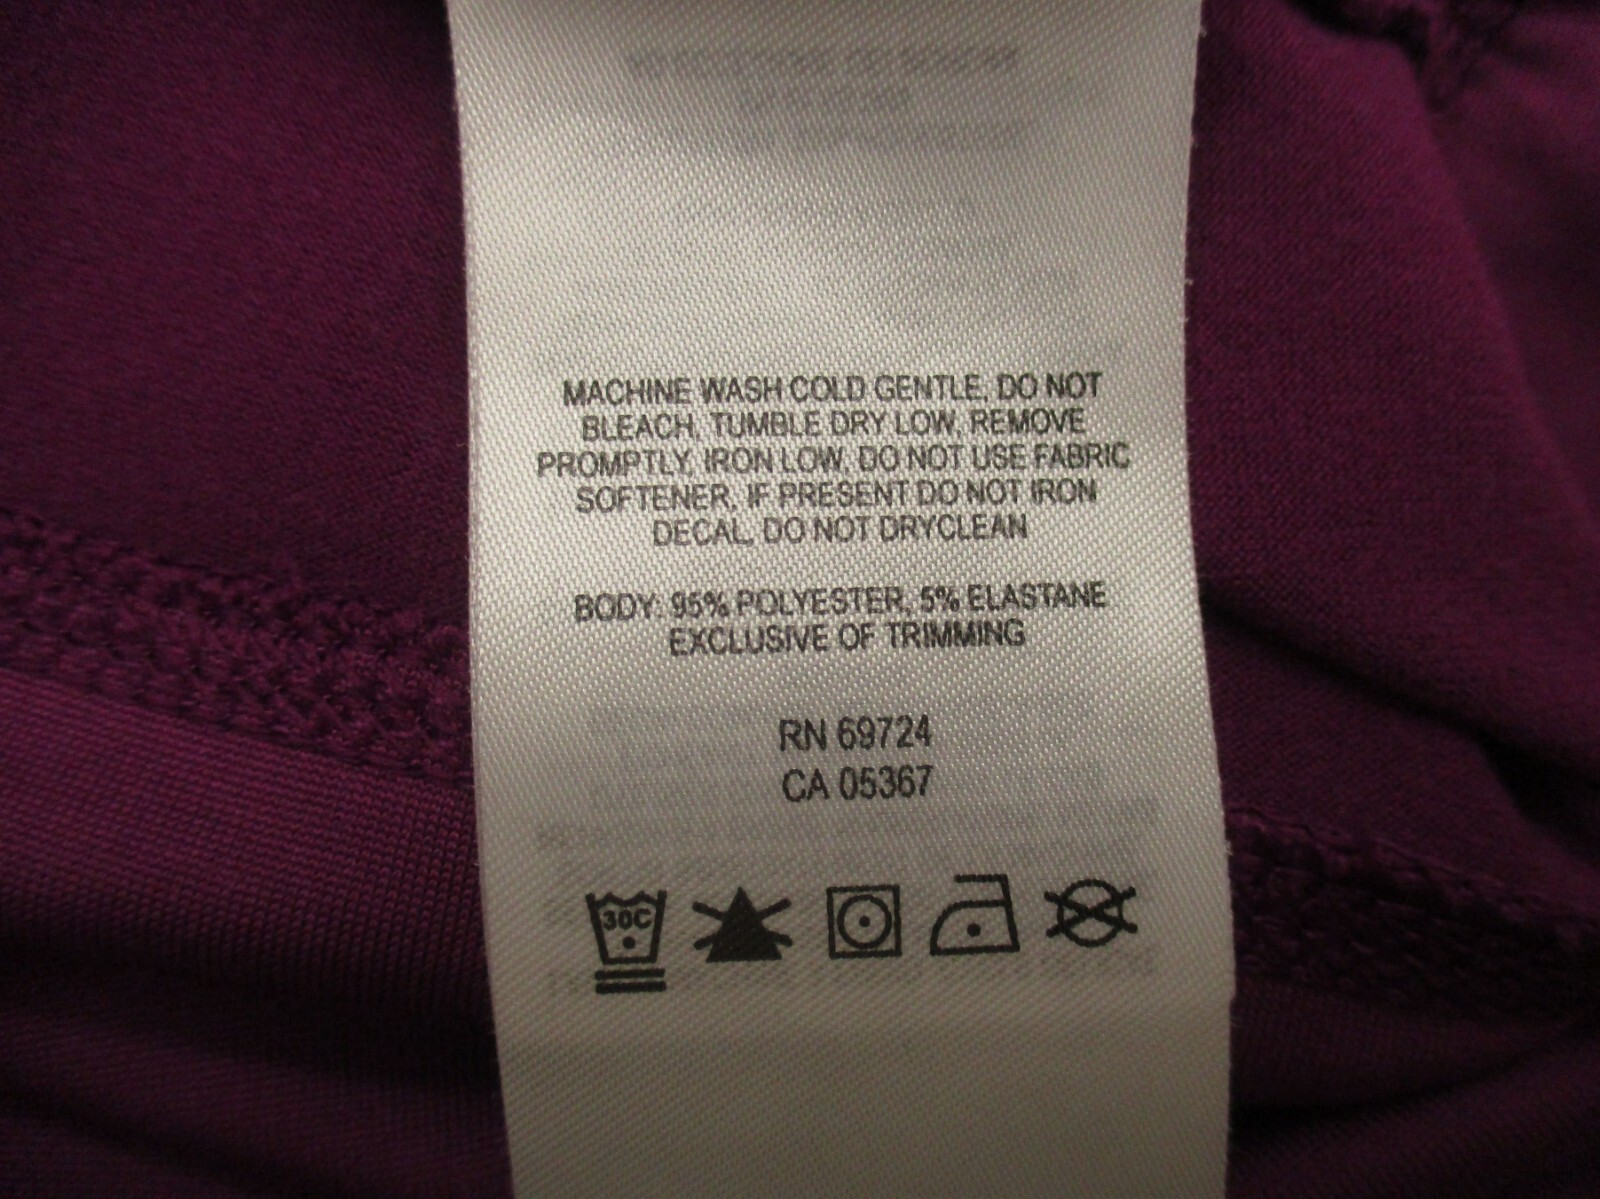 MACHINE WASH COLD GENTLE, DO NOT
BLEACH, TUMBLE DRY LOW, REMOVE
PROMPTLY, IRON LOW, DO NOT USE FABRIC
SOFTENER, IF PRESENT DO NOT IRON
DECAL, DO NOT DRYCLEAN
BODY: 95% POLYESTER, 5% ELASTANE
EXCLUSIVE OF TRIMMING
RN 69724
CA 05367
30C